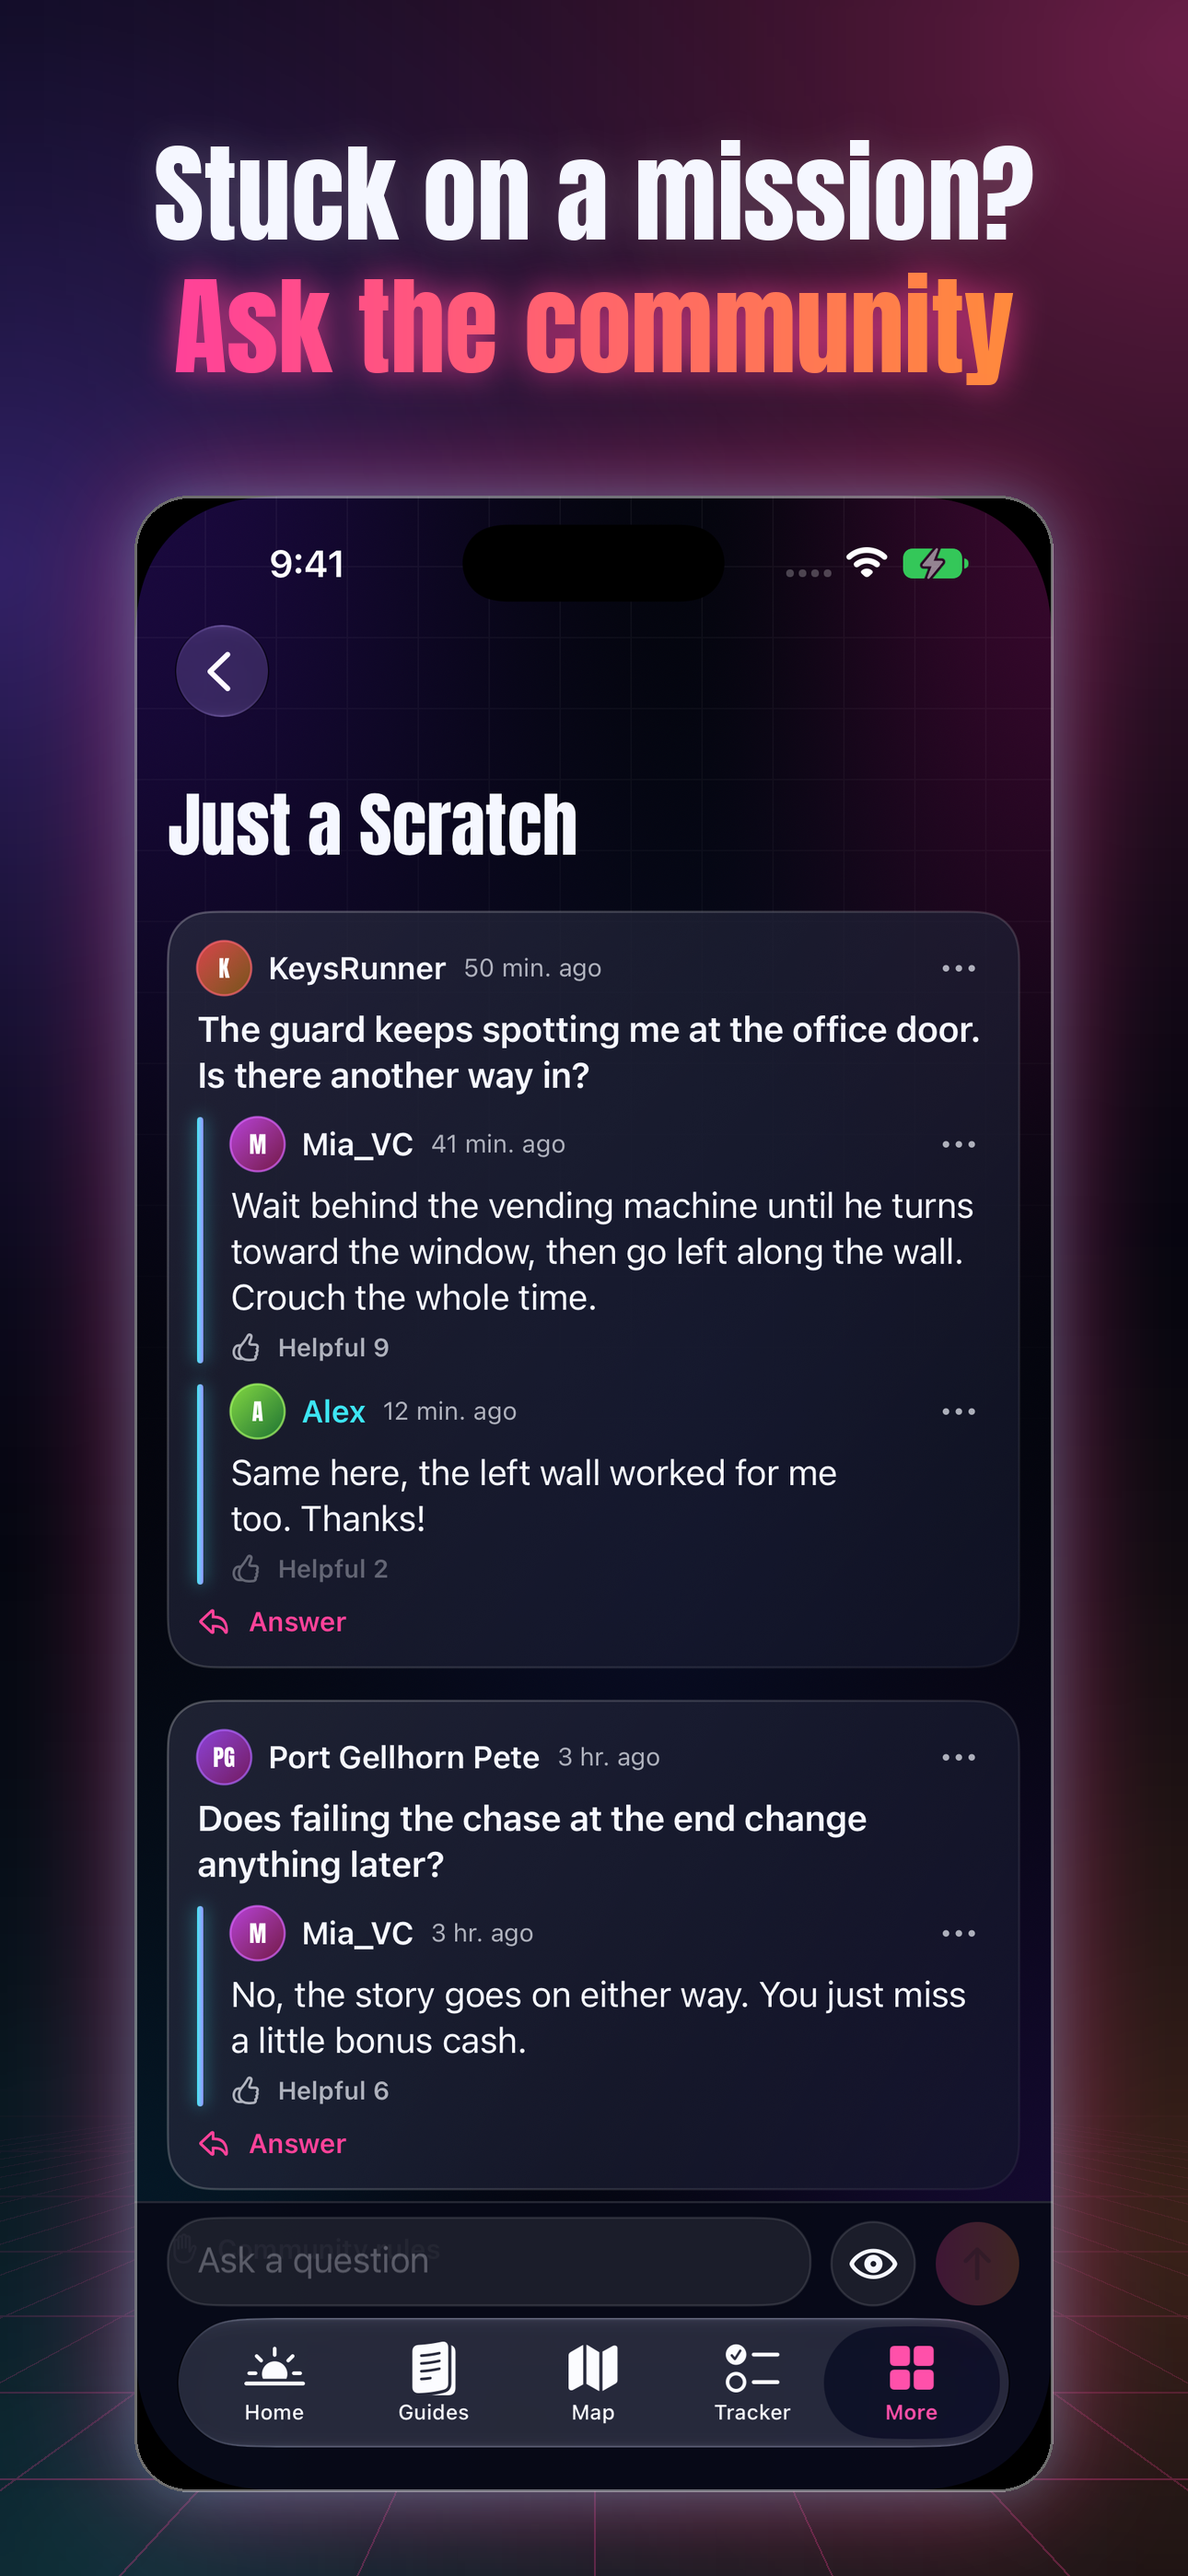 Stuck on a mission?
Ask the community
9:41
Just a Scratch
K
KeysRunner 50 min. ago
The guard keeps spotting me at the office door.
Is there another way in?
M
Mia_VC 41 min. ago
Wait behind the vending machine until he turns
toward the window, then go left along the wall.
Crouch the whole time.
Helpful 9
A
Alex 12 min. ago
Same here, the left wall worked for me
too. Thanks!
Helpful 2
Answer
PG
Port Gellhorn Pete 3 hr. ago
Does failing the chase at the end change
anything later?
M
Mia_VC 3 hr. ago
No, the story goes on either way. You just miss
a little bonus cash.
Helpful 6
Answer
Community rules
Ask a question
Home Guides Map Tracker More